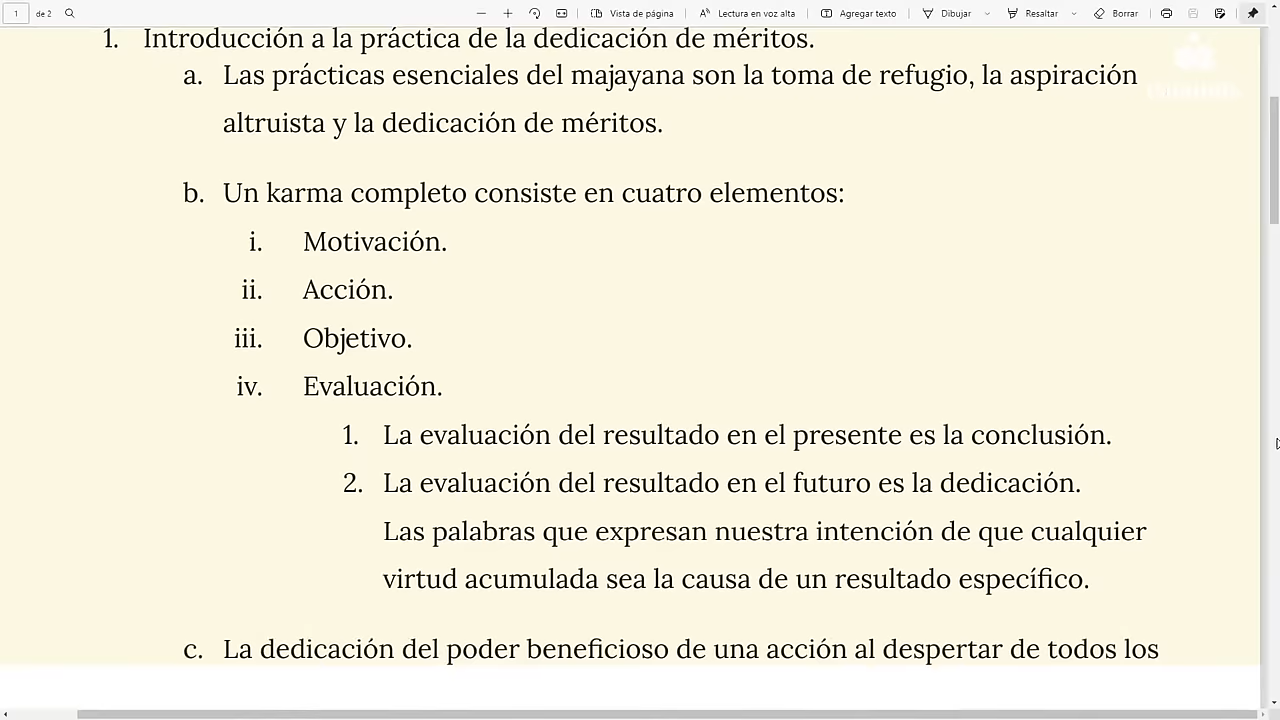 1 de 2 Vista de página Lectura en voz alta Agregar texto Dibujar Resaltar Borrar
1. Introducción a la práctica de la dedicación de méritos.
a. Las prácticas esenciales del majayana son la toma de refugio, la aspiración
altruista y la dedicación de méritos.
b. Un karma completo consiste en cuatro elementos:
i. Motivación.
ii. Acción.
iii. Objetivo.
iv. Evaluación.
1. La evaluación del resultado en el presente es la conclusión.
2. La evaluación del resultado en el futuro es la dedicación.
Las palabras que expresan nuestra intención de que cualquier
virtud acumulada sea la causa de un resultado específico.
c. La dedicación del poder beneficioso de una acción al despertar de todos los